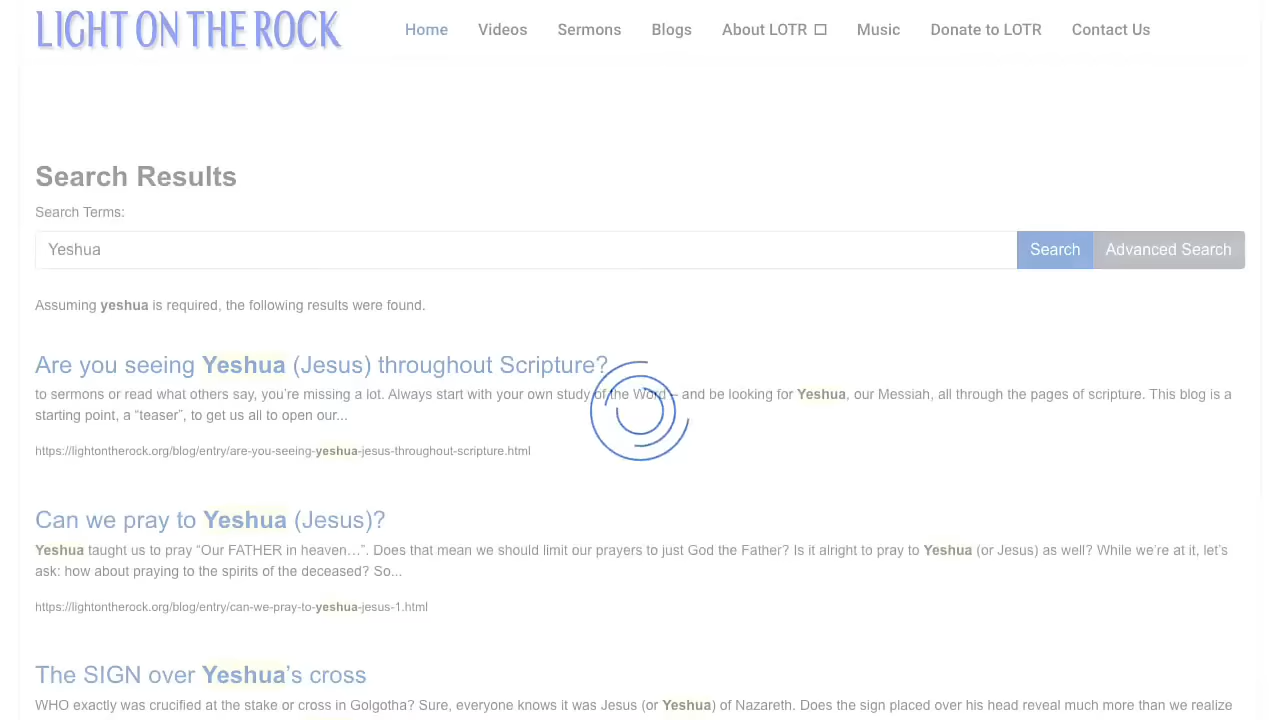 LIGHT ON THE ROCK
Home Videos Sermons Blogs About LOTR Music Donate to LOTR Contact Us
Search Results
Search Terms:
Yeshua Search Advanced Search
Assuming yeshua is required, the following results were found.
Are you seeing Yeshua (Jesus) throughout Scripture?
to sermons or read what others say, you’re missing a lot. Always start with your own study of the Word – and be looking for Yeshua, our Messiah, all through the pages of scripture. This blog is a
starting point, a “teaser”, to get us all to open our...
https://lightontherock.org/blog/entry/are-you-seeing-yeshua-jesus-throughout-scripture.html
Can we pray to Yeshua (Jesus)?
Yeshua taught us to pray “Our FATHER in heaven…”. Does that mean we should limit our prayers to just God the Father? Is it alright to pray to Yeshua (or Jesus) as well? While we’re at it, let’s
ask: how about praying to the spirits of the deceased? So...
https://lightontherock.org/blog/entry/can-we-pray-to-yeshua-jesus-1.html
The SIGN over Yeshua’s cross
WHO exactly was crucified at the stake or cross in Golgotha? Sure, everyone knows it was Jesus (or Yeshua) of Nazareth. Does the sign placed over his head reveal much more than we realize